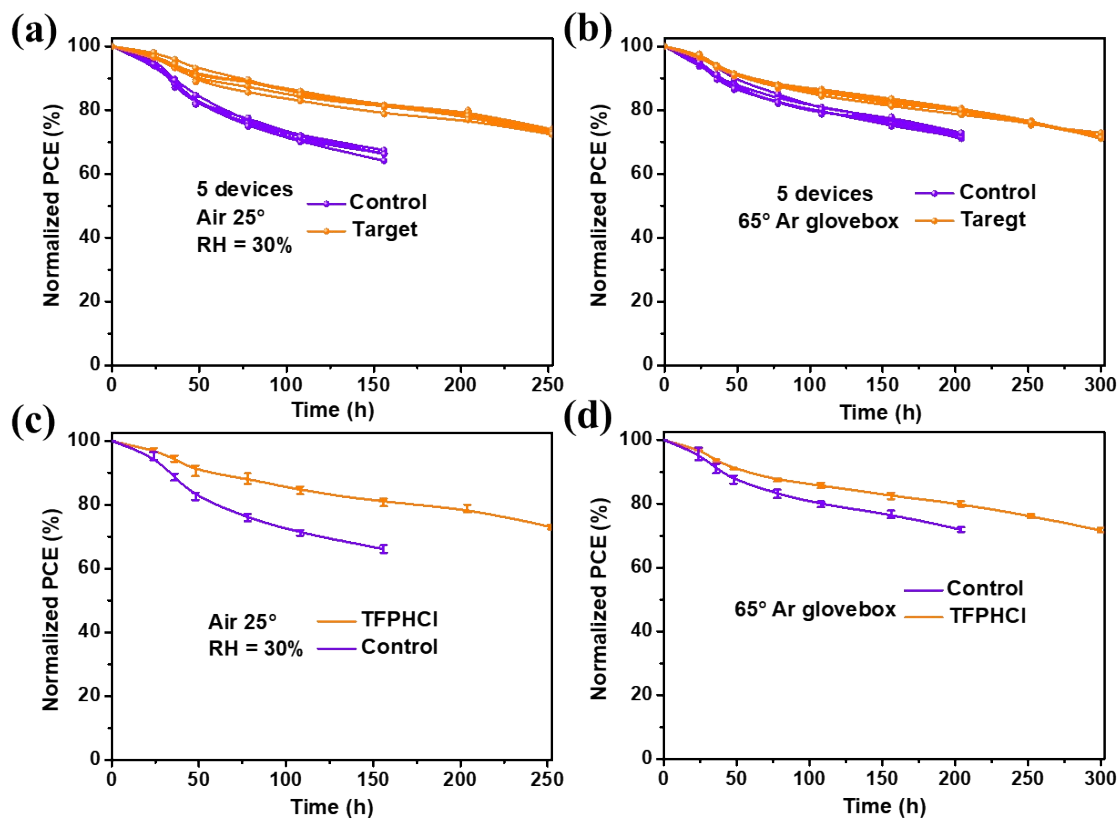 (a)
Normalized PCE (%)
100
80
60
40
20
0
5 devices
Air 25°
RH = 30%
Control
Target
0 50 100 150 200 250
Time (h)
(b)
Normalized PCE (%)
100
80
60
40
20
0
5 devices
65° Ar glovebox
Control
Taregt
0 50 100 150 200 250 300
Time (h)
(c)
Normalized PCE (%)
100
80
60
40
20
0
Air 25°
RH = 30%
TFPHCl
Control
0 50 100 150 200 250
Time (h)
(d)
Normalized PCE (%)
100
80
60
40
20
0
65° Ar glovebox
Control
TFPHCl
0 50 100 150 200 250 300
Time (h)